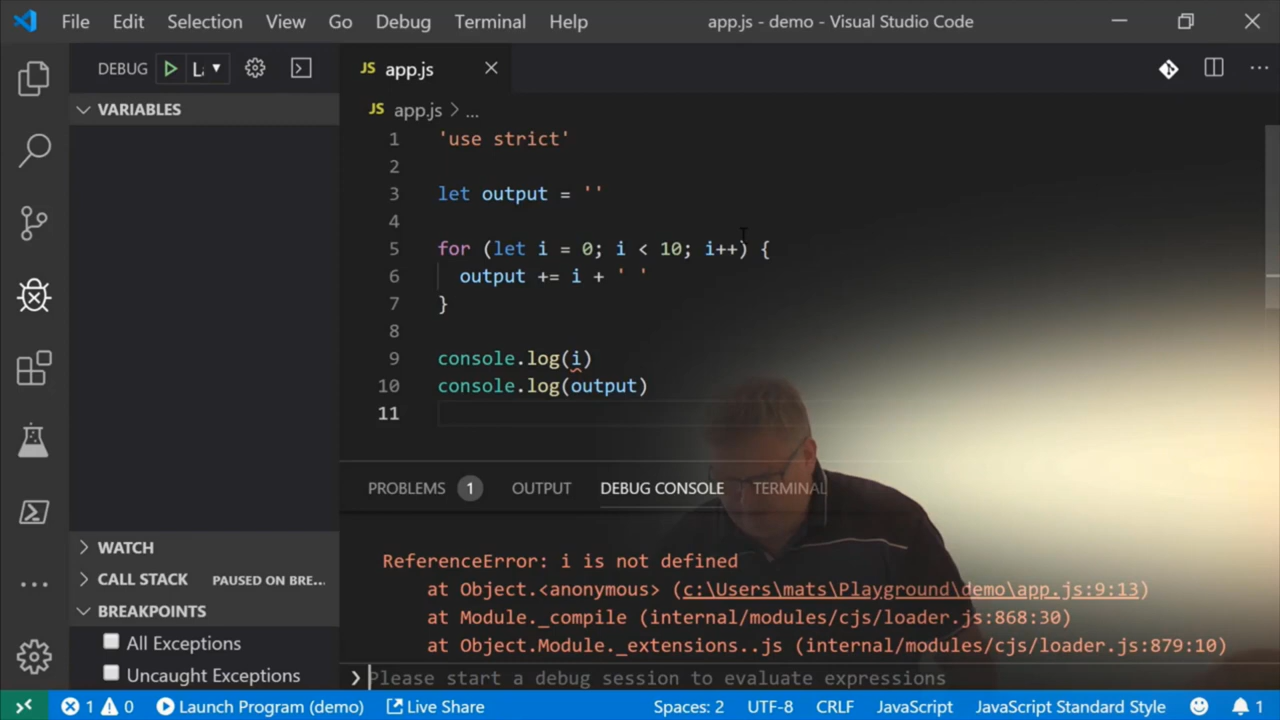 File Edit Selection View Go Debug Terminal Help app.js - demo - Visual Studio Code
DEBUG
JS app.js
VARIABLES
JS app.js > ...
1 'use strict'
2
3 let output = ''
4
5 for (let i = 0; i < 10; i++) {
6 output += i + ' '
7 }
8
9 console.log(i)
10 console.log(output)
11
PROBLEMS 1 OUTPUT DEBUG CONSOLE TERMINAL
WATCH
CALL STACK PAUSED ON BRE...
BREAKPOINTS
All Exceptions
Uncaught Exceptions
ReferenceError: i is not defined
at Object.<anonymous> (c:\Users\mats\Playground\demo\app.js:9:13)
at Module._compile (internal/modules/cjs/loader.js:868:30)
at Object.Module._extensions..js (internal/modules/cjs/loader.js:879:10)
Please start a debug session to evaluate expressions
1 0 Launch Program (demo) Live Share Spaces: 2 UTF-8 CRLF JavaScript JavaScript Standard Style 1